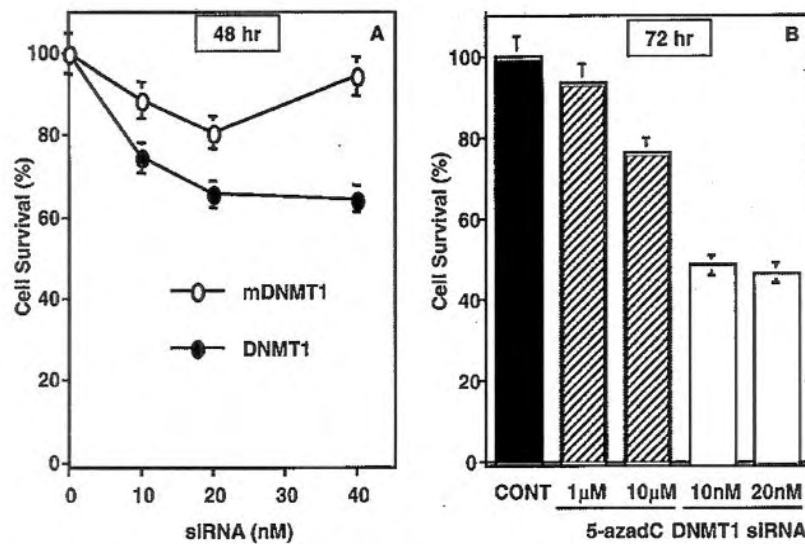 48 hr
A
100
80
60
40
20
0
Cell Survival (%)
mDNMT1
DNMT1
0 10 20 30 40
siRNA (nM)
72 hr
B
100
80
60
40
20
0
Cell Survival (%)
CONT 1µM 10µM 10nM 20nM
5-azadC DNMT1 siRNA